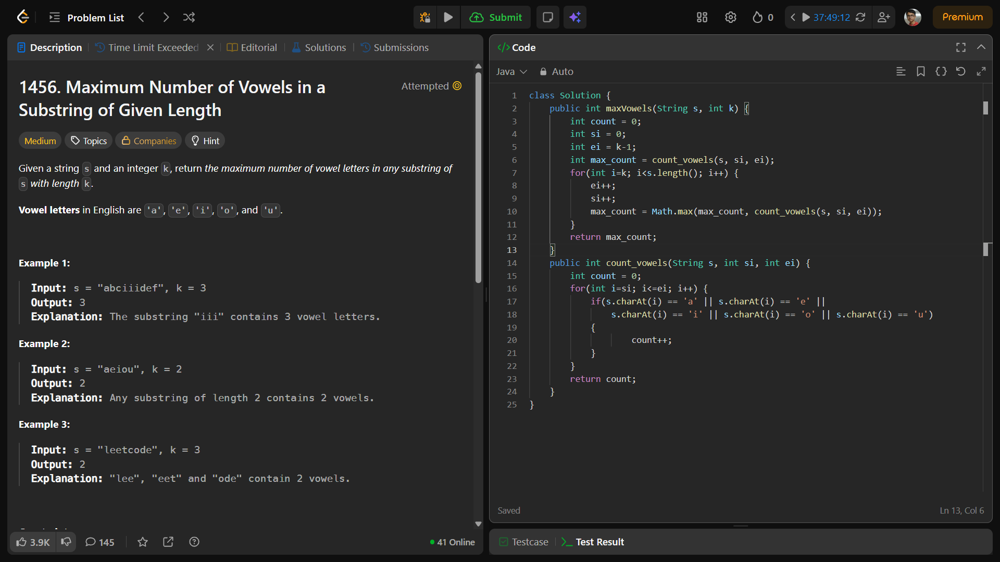 Problem List
Submit
0
37:49:12
Premium
Description
Time Limit Exceeded
Editorial
Solutions
Submissions
1456. Maximum Number of Vowels in a
Substring of Given Length
Attempted
Medium
Topics
Companies
Hint
Given a string s and an integer k, return the maximum number of vowel letters in any substring of
s with length k.
Vowel letters in English are 'a', 'e', 'i', 'o', and 'u'.
Example 1:
Input: s = "abciiidef", k = 3
Output: 3
Explanation: The substring "iii" contains 3 vowel letters.
Example 2:
Input: s = "aeiou", k = 2
Output: 2
Explanation: Any substring of length 2 contains 2 vowels.
Example 3:
Input: s = "leetcode", k = 3
Output: 2
Explanation: "lee", "eet" and "ode" contain 2 vowels.
3.9K
145
41 Online
</> Code
Java
Auto
1 class Solution {
2 public int maxVowels(String s, int k) {
3 int count = 0;
4 int si = 0;
5 int ei = k-1;
6 int max_count = count_vowels(s, si, ei);
7 for(int i=k; i<s.length(); i++) {
8 ei++;
9 si++;
10 max_count = Math.max(max_count, count_vowels(s, si, ei));
11 }
12 return max_count;
13 }
14 public int count_vowels(String s, int si, int ei) {
15 int count = 0;
16 for(int i=si; i<=ei; i++) {
17 if(s.charAt(i) == 'a' || s.charAt(i) == 'e' ||
18 s.charAt(i) == 'i' || s.charAt(i) == 'o' || s.charAt(i) == 'u')
19 {
20 count++;
21 }
22 }
23 return count;
24 }
25 }
Saved
Ln 13, Col 6
Testcase
Test Result